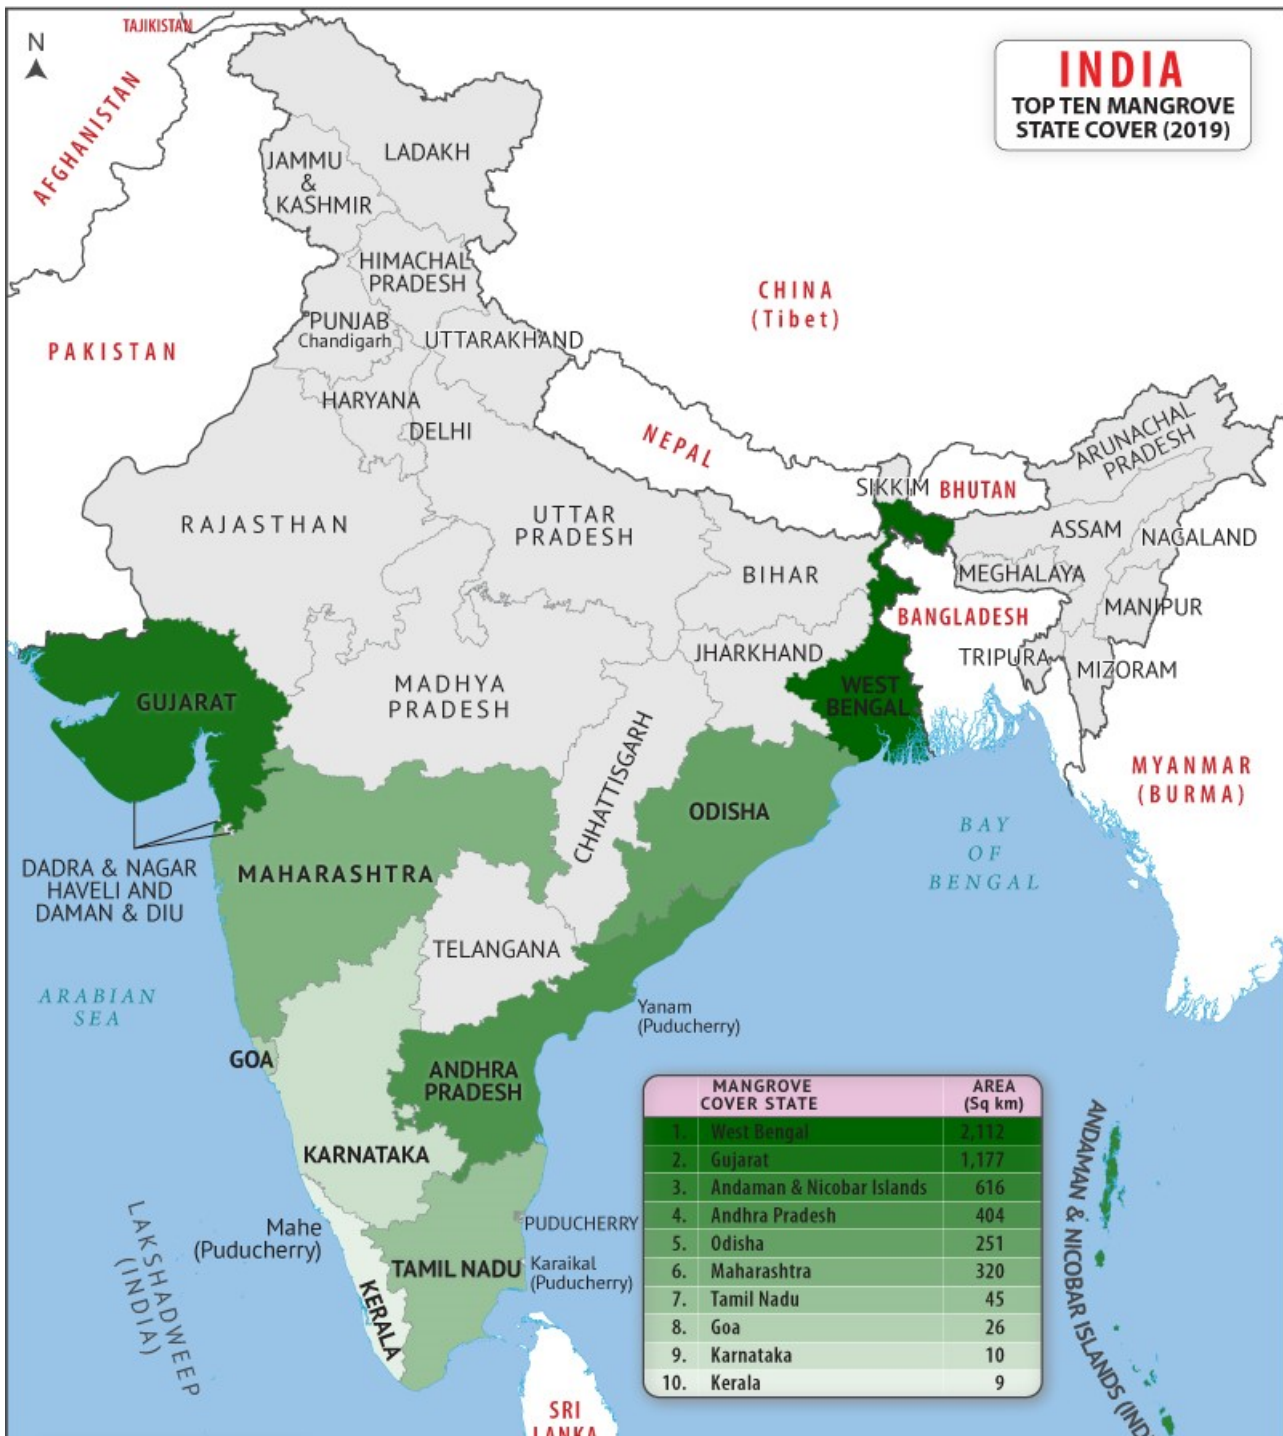 TAJIKISTAN
N
AFGHANISTAN
INDIA
TOP TEN MANGROVE
STATE COVER (2019)
LADAKH
JAMMU
&
KASHMIR
HIMACHAL
PRADESH
CHINA
(Tibet)
PUNJAB
Chandigarh
UTTARAKHAND
PAKISTAN
HARYANA
DELHI
NEPAL
ARUNACHAL
PRADESH
SIKKIM
BHUTAN
RAJASTHAN
UTTAR
PRADESH
ASSAM
NAGALAND
BIHAR
MEGHALAYA
MANIPUR
BANGLADESH
JHARKHAND
TRIPURA
MIZORAM
GUJARAT
MADHYA
PRADESH
WEST
BENGAL
CHHATTISGARH
MYANMAR
(BURMA)
ODISHA
BAY
OF
BENGAL
DADRA & NAGAR
HAVELI AND
DAMAN & DIU
MAHARASHTRA
TELANGANA
ARABIAN
SEA
Yanam
(Puducherry)
GOA
ANDHRA
PRADESH
KARNATAKA
MANGROVE
COVER STATE
AREA
(Sq km)
1. West Bengal 2,112
2. Gujarat 1,177
3. Andaman & Nicobar Islands 616
4. Andhra Pradesh 404
5. Odisha 251
6. Maharashtra 320
7. Tamil Nadu 45
8. Goa 26
9. Karnataka 10
10. Kerala 9
ANDAMAN & NICOBAR ISLANDS (IND
LAKSHADWEEP
(INDIA)
Mahe
(Puducherry)
PUDUCHERRY
TAMIL NADU
Karaikal
(Puducherry)
KERALA
SRI
LANKA